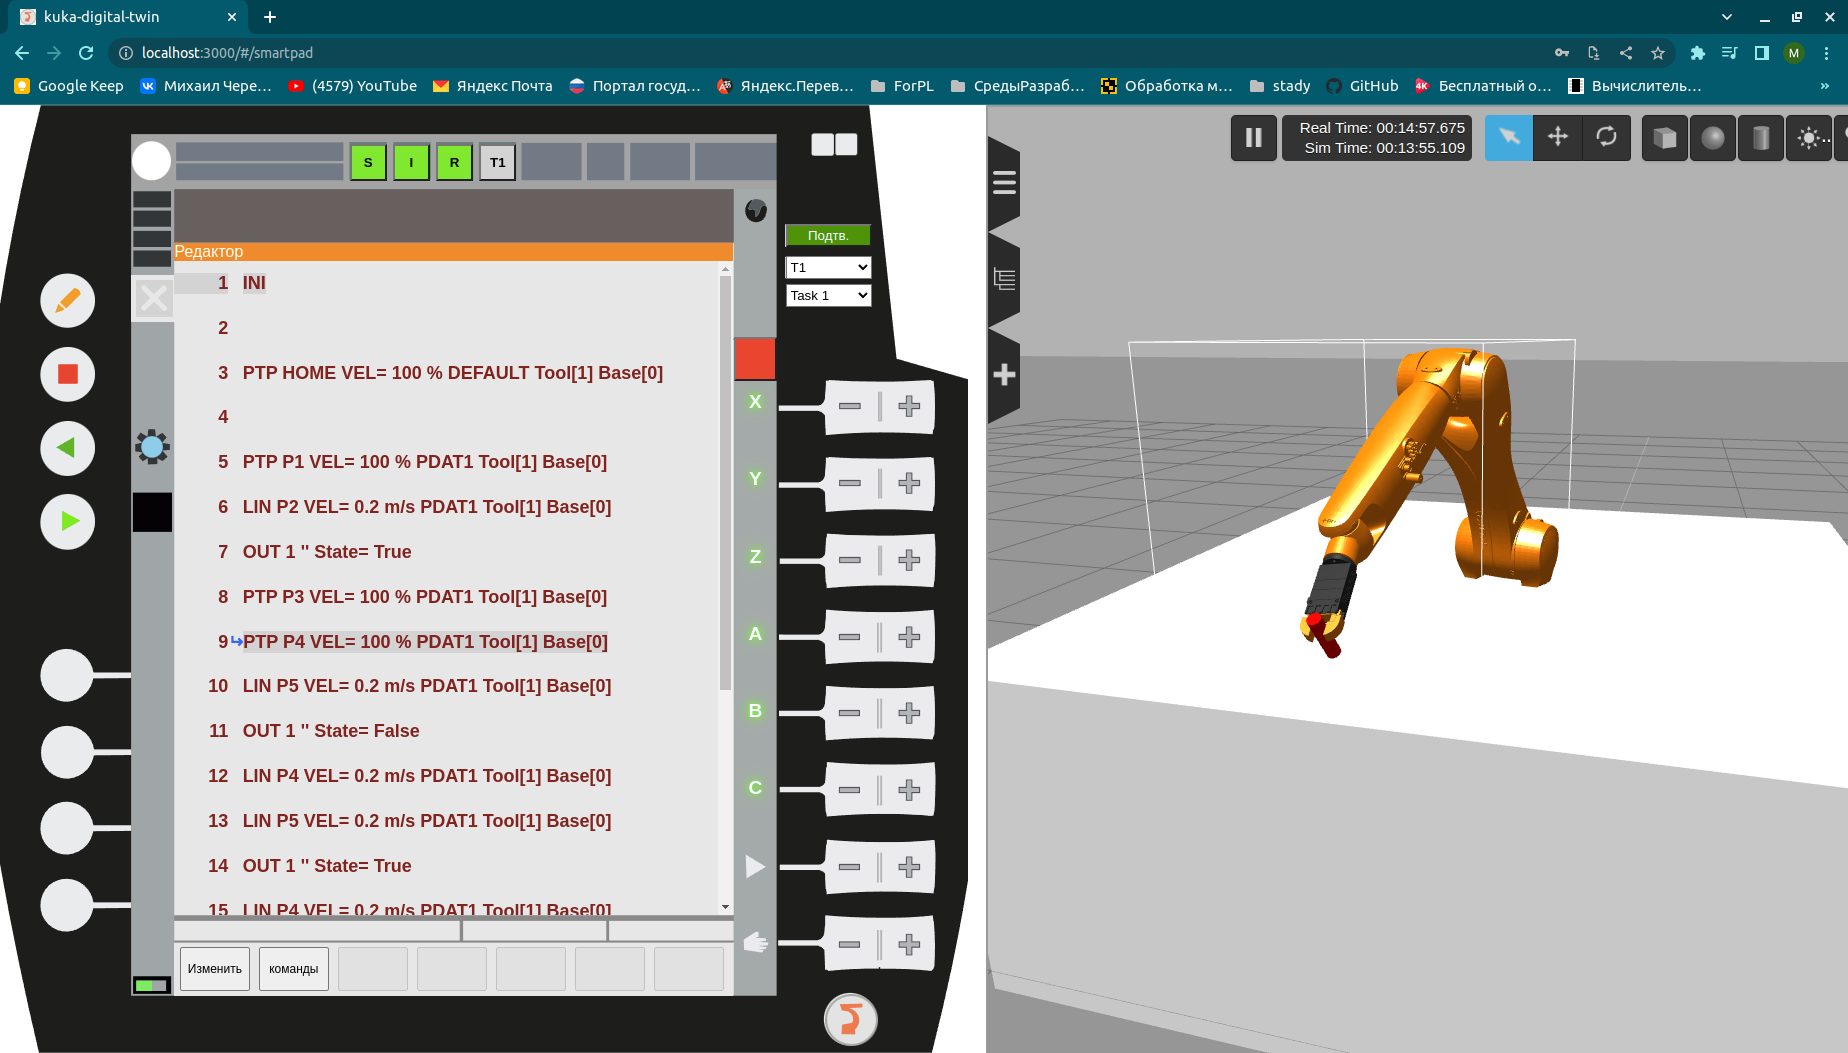 kuka-digital-twin
localhost:3000/#/smartpad
M
Google Keep
Михаил Чере…
(4579) YouTube
Яндекс Почта
Портал госуд…
Яндекс.Перев…
ForPL
СредыРазраб…
Обработка м…
stady
GitHub
Бесплатный о…
Вычислитель…
»
S I R T1
Редактор
1 INI
2
3 PTP HOME VEL= 100 % DEFAULT Tool[1] Base[0]
4
5 PTP P1 VEL= 100 % PDAT1 Tool[1] Base[0]
6 LIN P2 VEL= 0.2 m/s PDAT1 Tool[1] Base[0]
7 OUT 1 '' State= True
8 PTP P3 VEL= 100 % PDAT1 Tool[1] Base[0]
9 PTP P4 VEL= 100 % PDAT1 Tool[1] Base[0]
10 LIN P5 VEL= 0.2 m/s PDAT1 Tool[1] Base[0]
11 OUT 1 '' State= False
12 LIN P4 VEL= 0.2 m/s PDAT1 Tool[1] Base[0]
13 LIN P5 VEL= 0.2 m/s PDAT1 Tool[1] Base[0]
14 OUT 1 '' State= True
15 LIN P4 VEL= 0.2 m/s PDAT1 Tool[1] Base[0]
Изменить
команды
Подтв.
T1
Task 1
X
Y
Z
A
B
C
Real Time: 00:14:57.675
Sim Time: 00:13:55.109